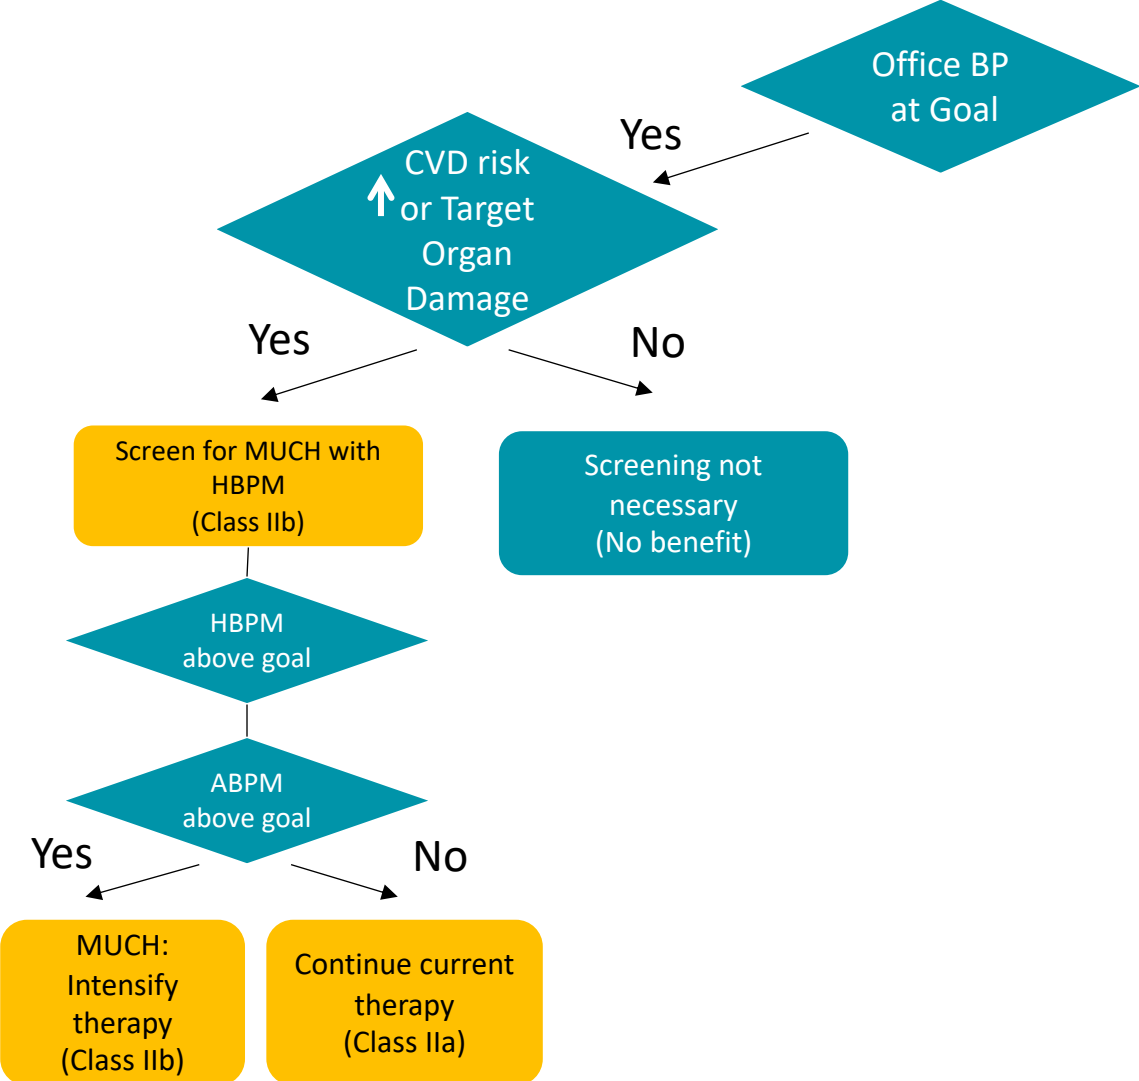 Office BP
at Goal
Yes
CVD risk
or Target
Organ
Damage
Yes
No
Screen for MUCH with
HBPM
(Class IIb)
Screening not
necessary
(No benefit)
HBPM
above goal
ABPM
above goal
Yes
No
MUCH:
Intensify
therapy
(Class IIb)
Continue current
therapy
(Class IIa)